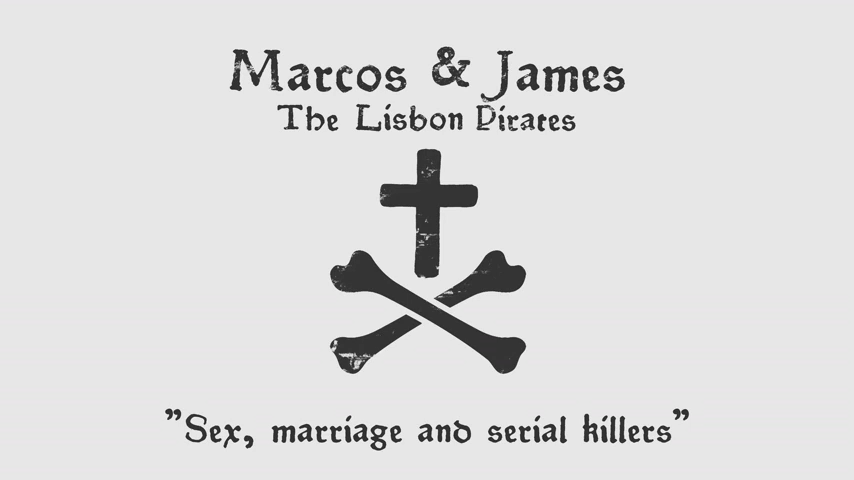 Marcos & James
The Lisbon Pirates
”Sex, marriage and serial killers”